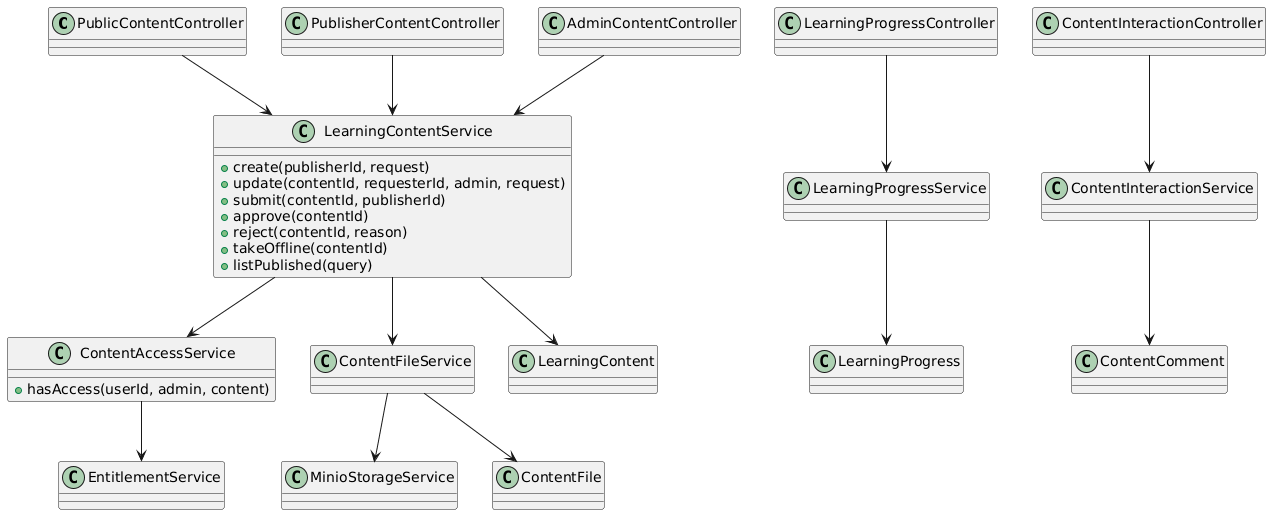 C PublicContentController
C PublisherContentController
C AdminContentController
C LearningProgressController
C ContentInteractionController
C LearningContentService
create(publisherId, request)
update(contentId, requesterId, admin, request)
submit(contentId, publisherId)
approve(contentId)
reject(contentId, reason)
takeOffline(contentId)
listPublished(query)
C LearningProgressService
C ContentInteractionService
C ContentAccessService
hasAccess(userId, admin, content)
C ContentFileService
C LearningContent
C LearningProgress
C ContentComment
C EntitlementService
C MinioStorageService
C ContentFile